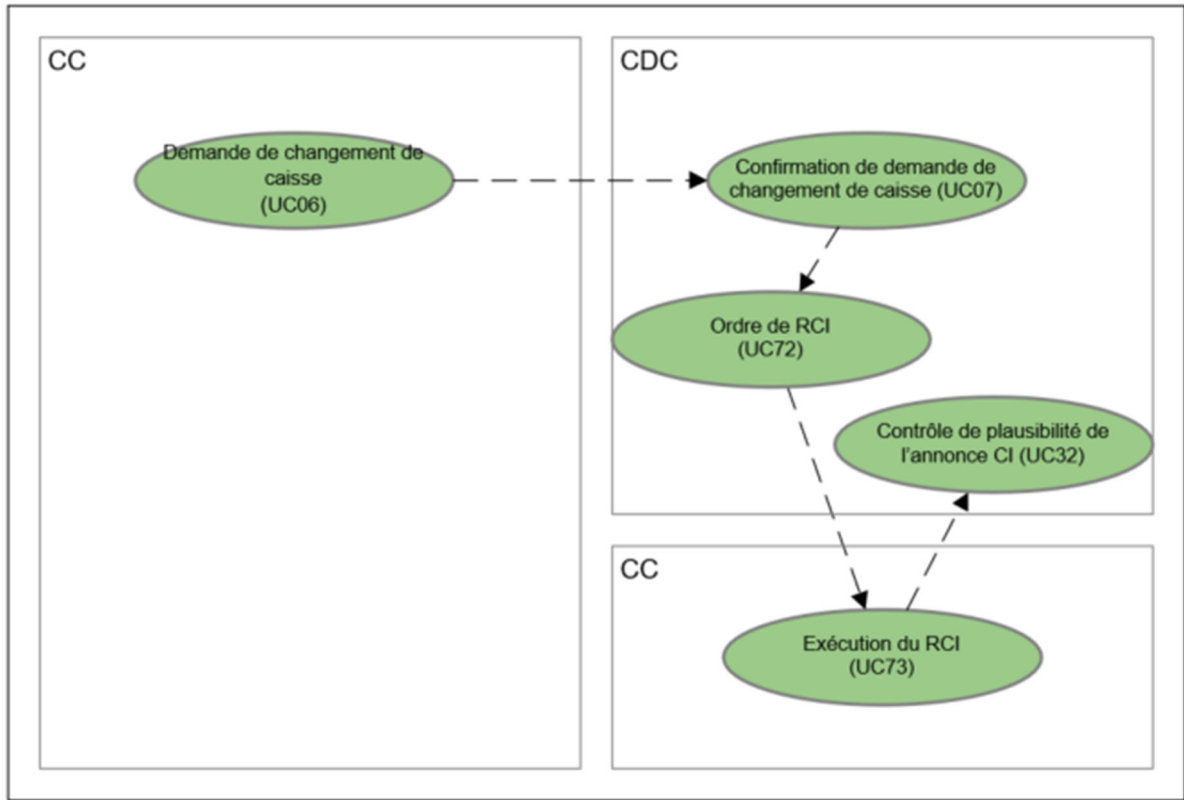 CC
Demande de changement de
caisse
(UC06)
CDC
Confirmation de demande de
changement de caisse (UC07)
Ordre de RCI
(UC72)
Contrôle de plausibilité de
l'annonce CI (UC32)
CC
Exécution du RCI
(UC73)